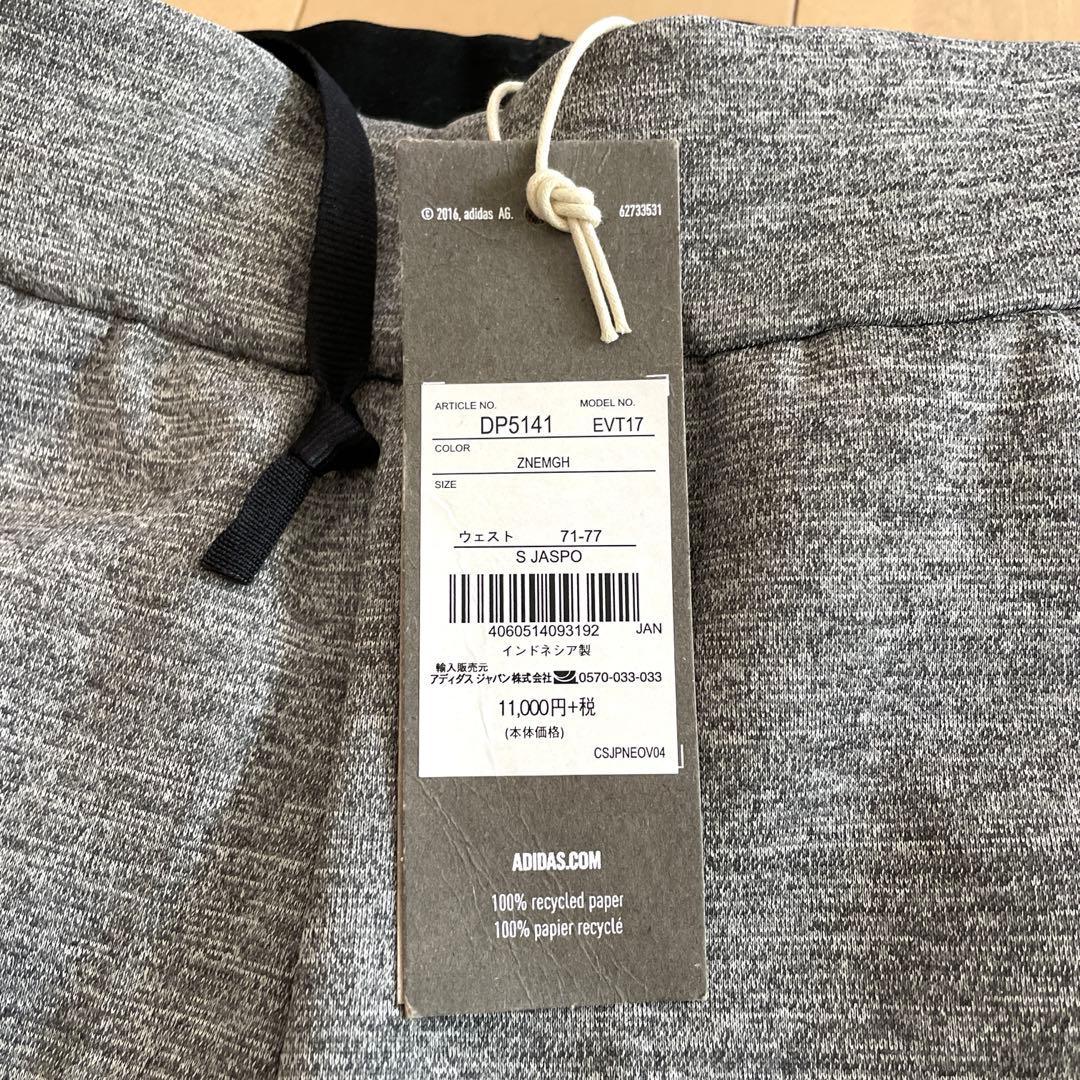 © 2016, adidas AG. 62733531
ARTICLE NO. MODEL NO.
DP5141 EVT17
COLOR
ZNEMGH
SIZE
ウェスト 71-77
S JASPO
4060514093192 JAN
インドネシア製
輸入販売元
アディダス ジャパン株式会社 0570-033-033
11,000円+税
(本体価格)
CSJPNEOV04
ADIDAS.COM
100% recycled paper
100% papier recyclé